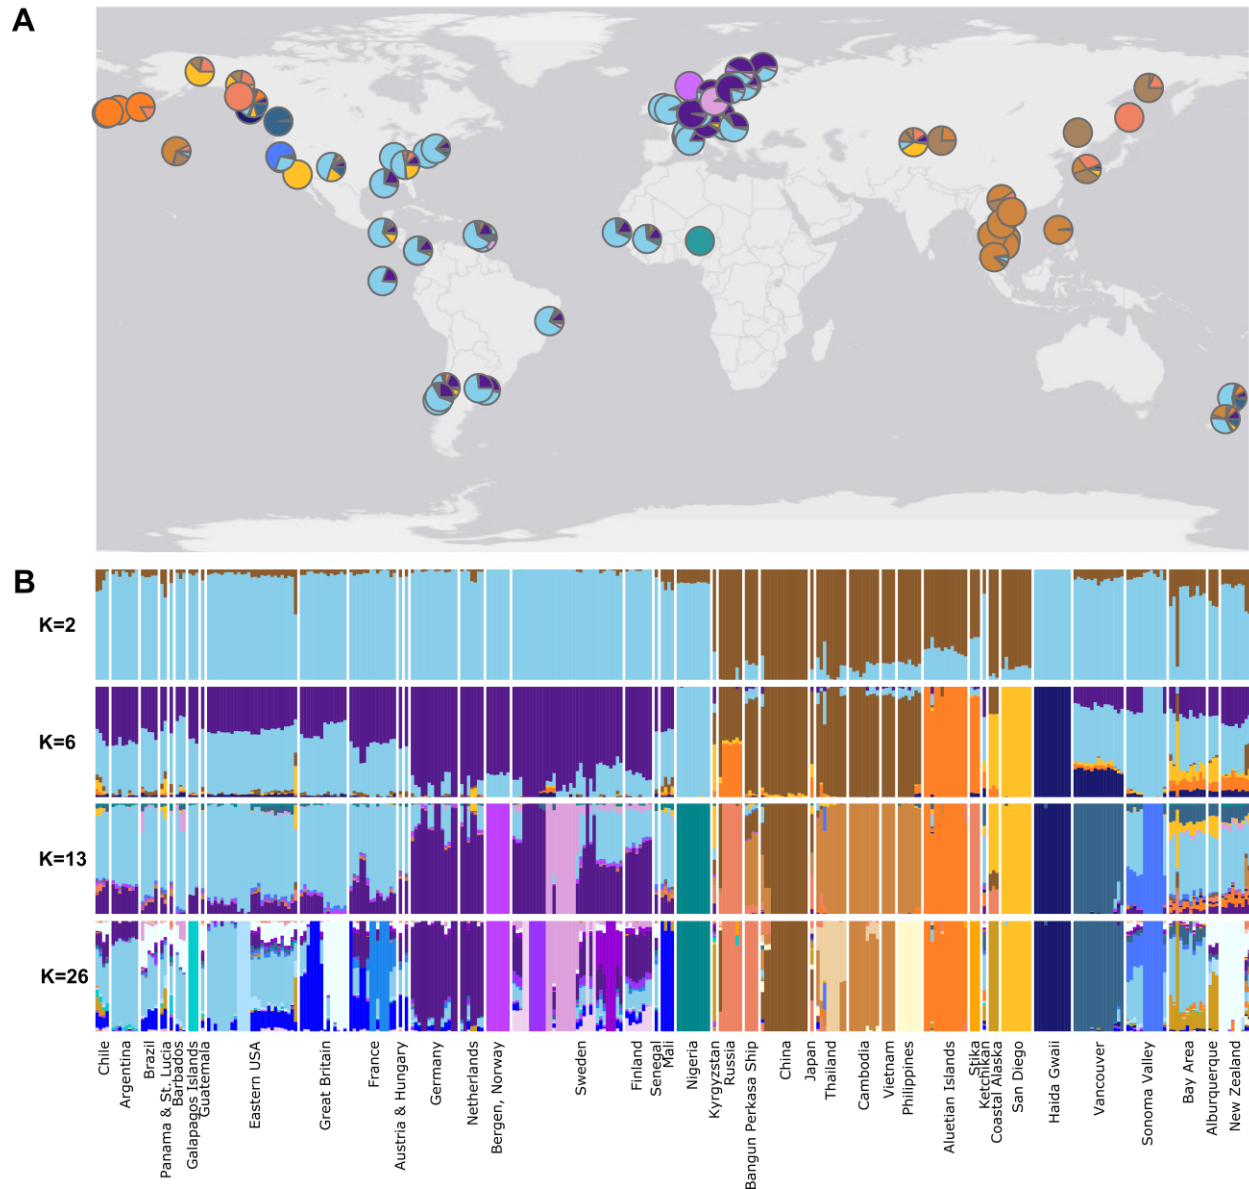 A
B
K=2
K=6
K=13
K=26
Chile
Argentina
Brazil
Panama & St. Lucia
Barbados
Galapagos Islands
Guatemala
Eastern USA
Great Britain
France
Austria & Hungary
Germany
Netherlands
Bergen, Norway
Sweden
Finland
Senegal
Mali
Nigeria
Kyrgyzstan
Russia
Bangun Perkasa Ship
China
Japan
Thailand
Cambodia
Vietnam
Philippines
Aluetian Islands
Stika
Ketchikan
Coastal Alaska
San Diego
Haida Gwaii
Vancouver
Sonoma Valley
Bay Area
Alburquerque
New Zealand